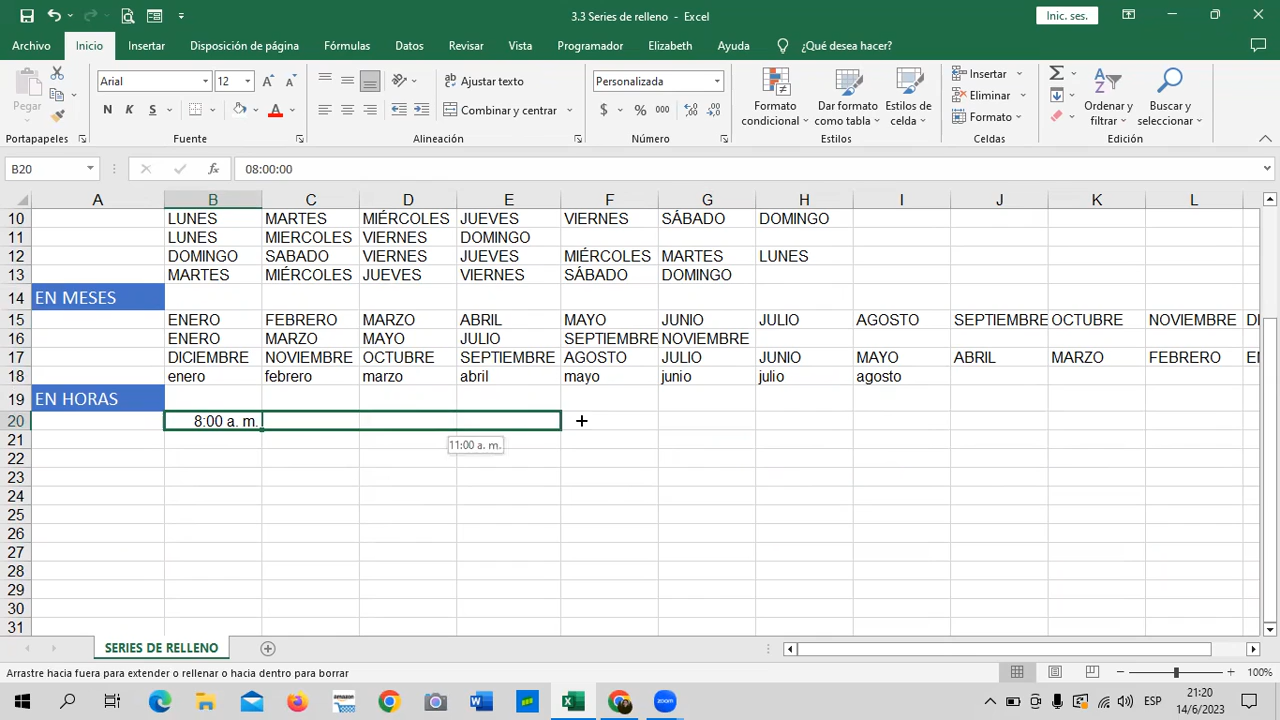 3.3 Series de relleno - Excel
Inic. ses.
Archivo Inicio Insertar Disposición de página Fórmulas Datos Revisar Vista Programador Elizabeth Ayuda ¿Qué desea hacer?
Pegar
Arial 12
N K S
Ajustar texto
Combinar y centrar
Personalizada
$ % 000
Formato condicional
Dar formato como tabla
Estilos de celda
Insertar
Eliminar
Formato
Ordenar y filtrar
Buscar y seleccionar
Portapapeles Fuente Alineación Número Estilos Celdas Edición
B20 fx 08:00:00
A B C D E F G H I J K L
10 LUNES MARTES MIÉRCOLES JUEVES VIERNES SÁBADO DOMINGO
11 LUNES MIERCOLES VIERNES DOMINGO
12 DOMINGO SABADO VIERNES JUEVES MIÉRCOLES MARTES LUNES
13 MARTES MIÉRCOLES JUEVES VIERNES SÁBADO DOMINGO
14 EN MESES
15 ENERO FEBRERO MARZO ABRIL MAYO JUNIO JULIO AGOSTO SEPTIEMBRE OCTUBRE NOVIEMBRE DI
16 ENERO MARZO MAYO JULIO SEPTIEMBRE NOVIEMBRE
17 DICIEMBRE NOVIEMBRE OCTUBRE SEPTIEMBRE AGOSTO JULIO JUNIO MAYO ABRIL MARZO FEBRERO EN
18 enero febrero marzo abril mayo junio julio agosto
19 EN HORAS
20 8:00 a. m.
21 11:00 a. m.
22
23
24
25
26
27
28
29
30
31
SERIES DE RELLENO
Arrastre hacia fuera para extender o rellenar o hacia dentro para borrar
100%
amazon
zoom
ESP
21:20
14/6/2023